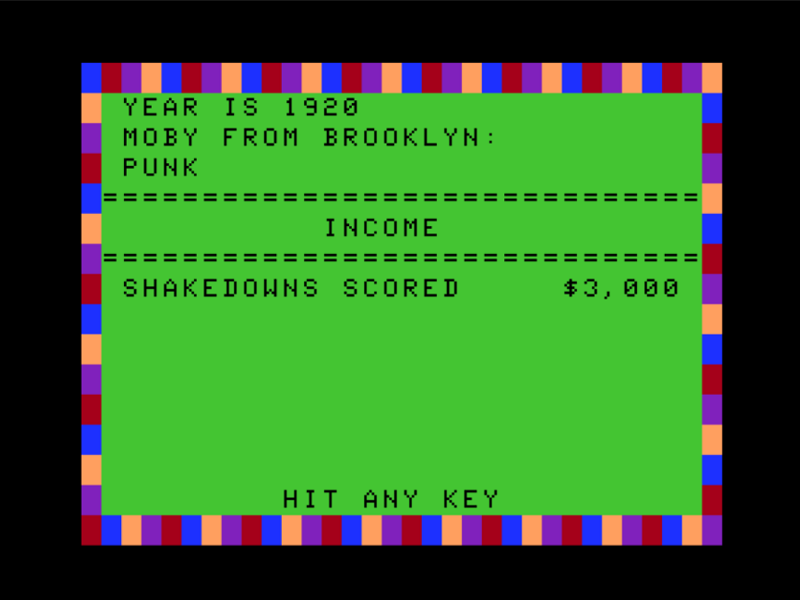 YEAR IS 1920
MOBY FROM BROOKLYN:
PUNK
==============================
INCOME
==============================
SHAKEDOWNS SCORED $3,000
HIT ANY KEY